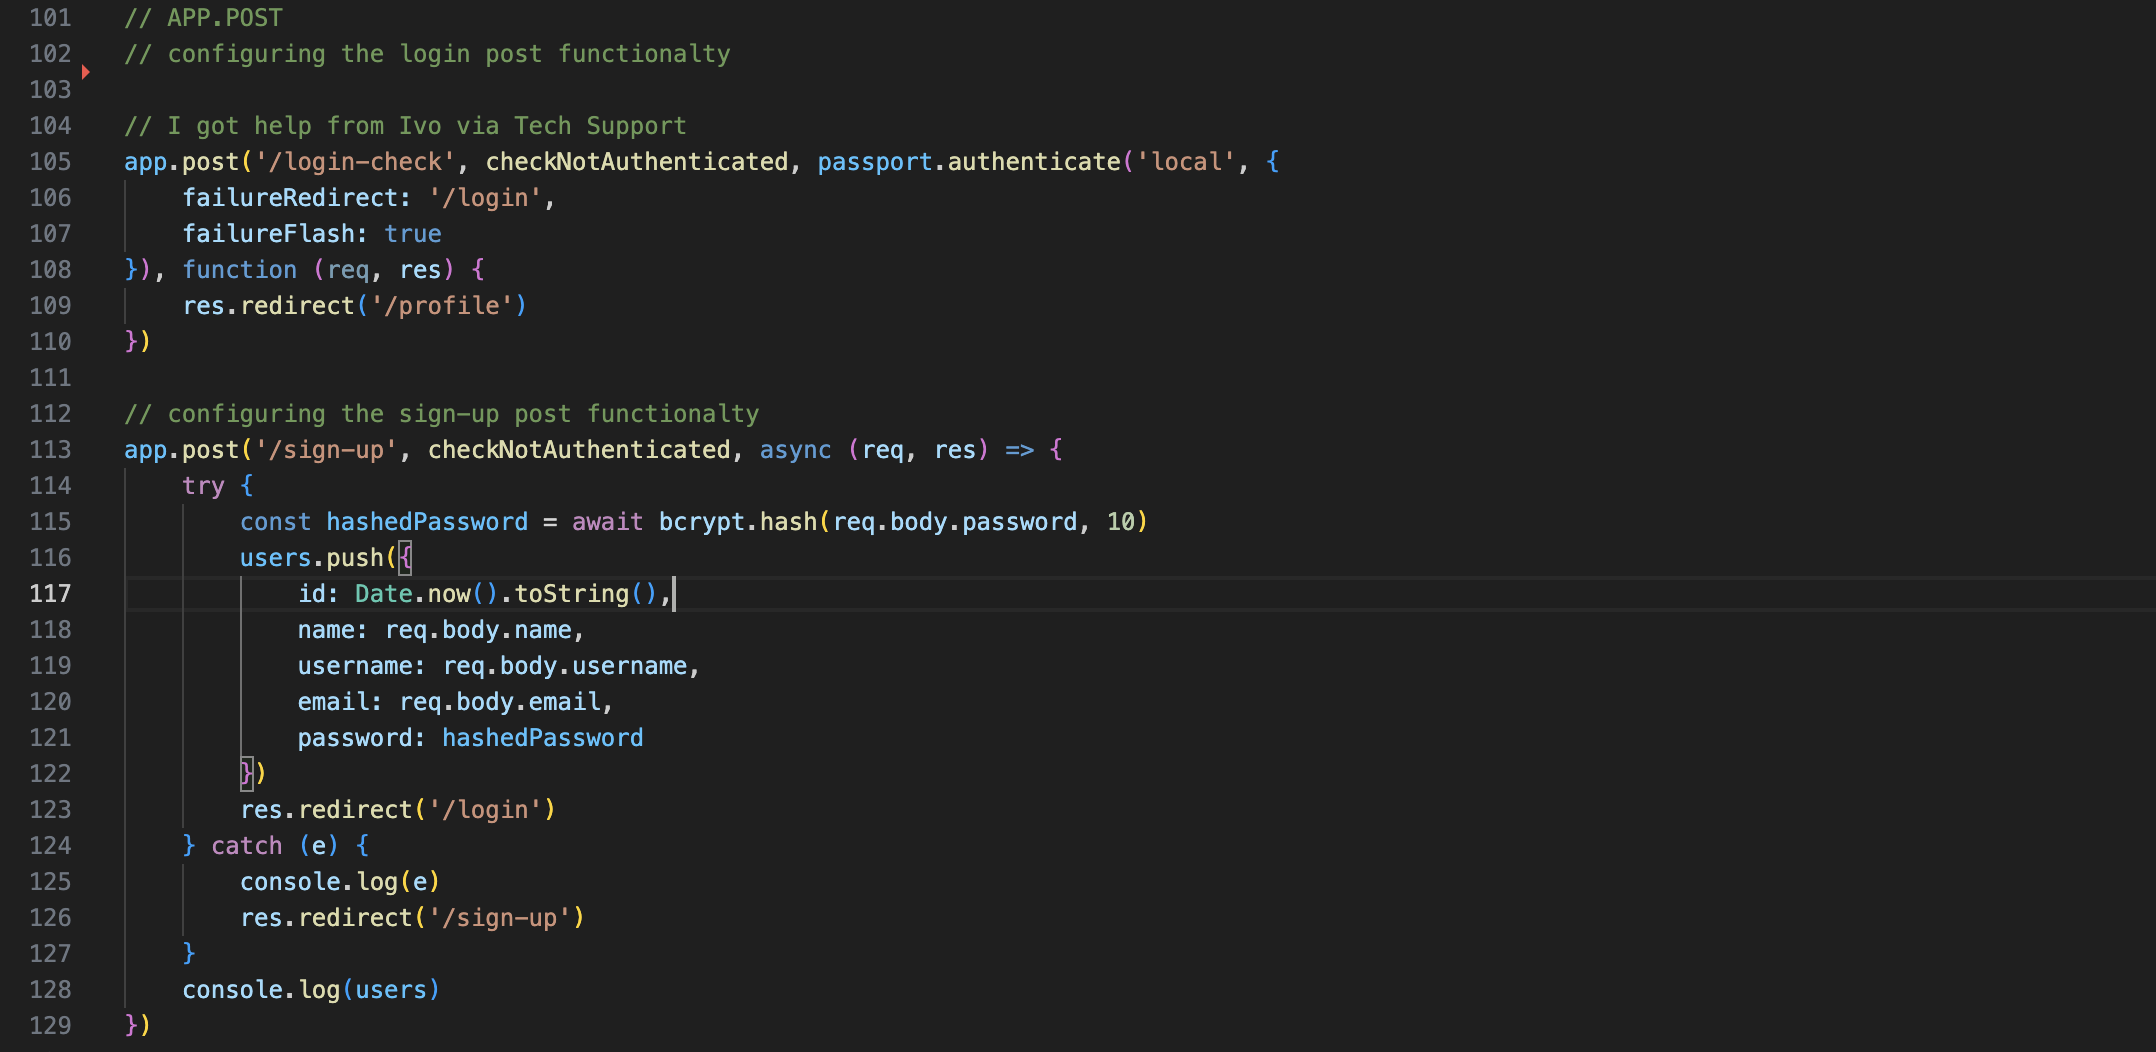 101 // APP.POST
102 // configuring the login post functionalty
103
104 // I got help from Ivo via Tech Support
105 app.post('/login-check', checkNotAuthenticated, passport.authenticate('local', {
106     failureRedirect: '/login',
107     failureFlash: true
108 }), function (req, res) {
109     res.redirect('/profile')
110 })
111
112 // configuring the sign-up post functionalty
113 app.post('/sign-up', checkNotAuthenticated, async (req, res) => {
114     try {
115         const hashedPassword = await bcrypt.hash(req.body.password, 10)
116         users.push({
117             id: Date.now().toString(),
118             name: req.body.name,
119             username: req.body.username,
120             email: req.body.email,
121             password: hashedPassword
122         })
123         res.redirect('/login')
124     } catch (e) {
125         console.log(e)
126         res.redirect('/sign-up')
127     }
128     console.log(users)
129 })